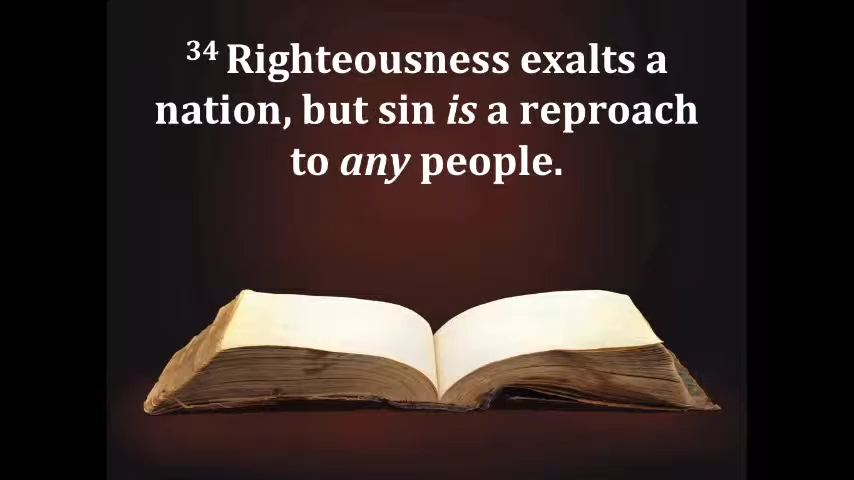 34 Righteousness exalts a
nation, but sin is a reproach
to any people.